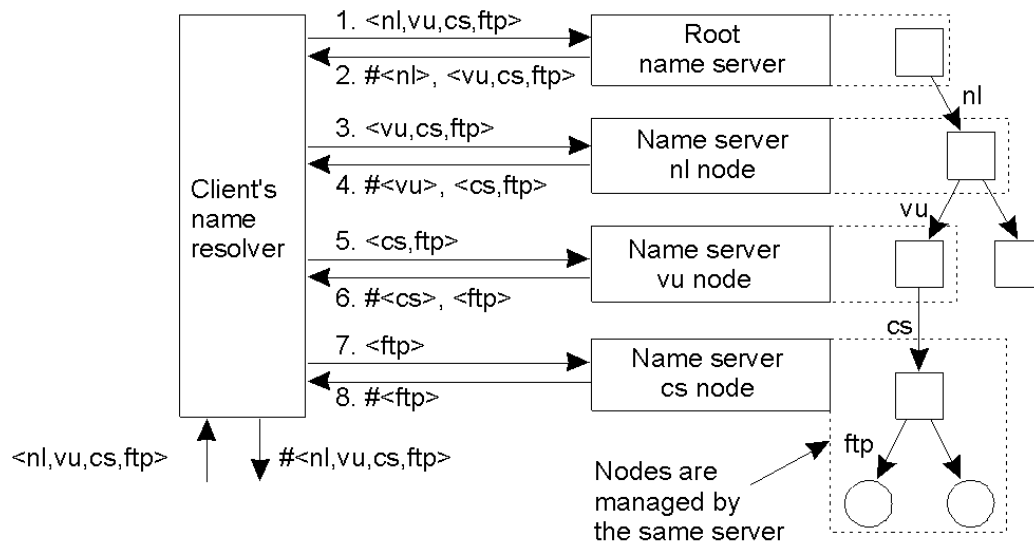 1. <nl,vu,cs,ftp>
2. #<nl>, <vu,cs,ftp>
Root
name server
nl
3. <vu,cs,ftp>
4. #<vu>, <cs,ftp>
Name server
nl node
Client's
name
resolver
vu
5. <cs,ftp>
6. #<cs>, <ftp>
Name server
vu node
cs
7. <ftp>
8. #<ftp>
Name server
cs node
ftp
<nl,vu,cs,ftp>
#<nl,vu,cs,ftp>
Nodes are
managed by
the same server